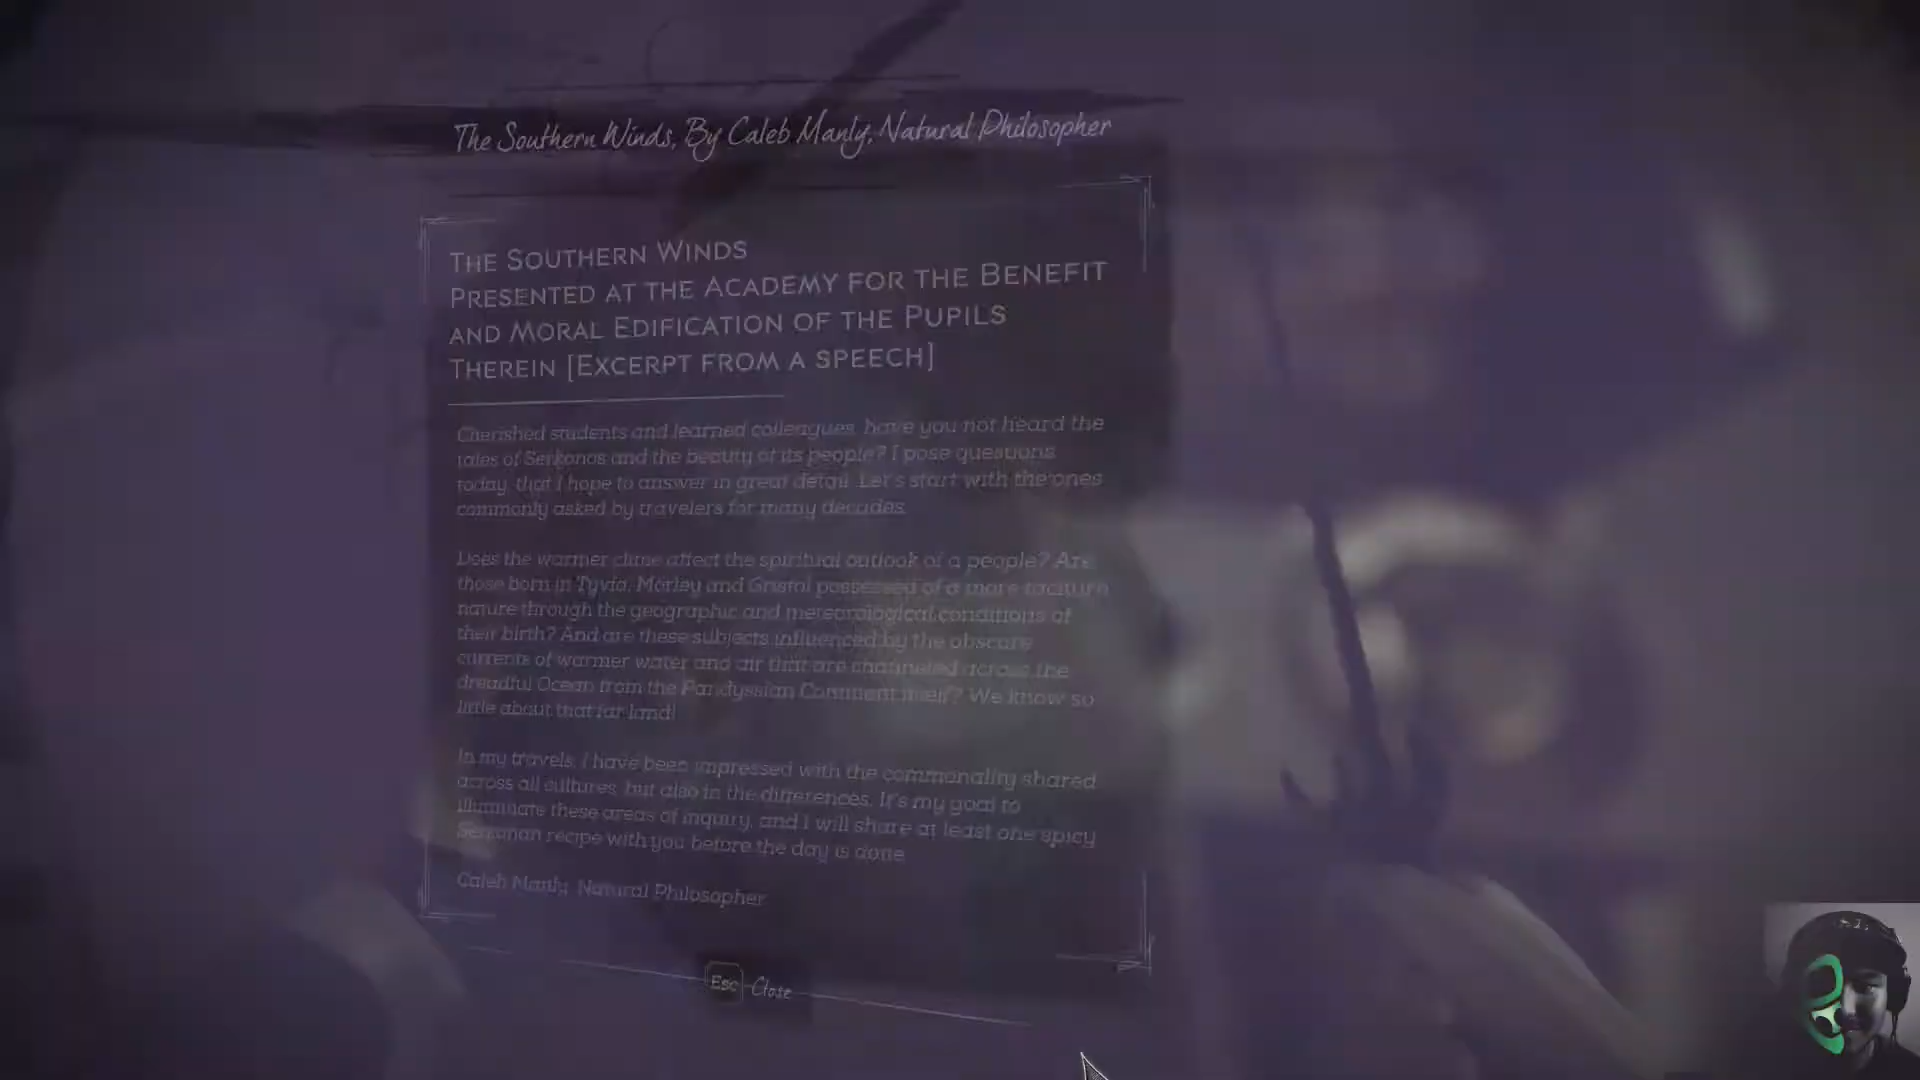 The Southern Winds, By Caleb Manly, Natural Philosopher
The Southern Winds
Presented at the Academy for the Benefit
and Moral Edification of the Pupils
Therein [Excerpt from a speech]
Cherished students and learned colleagues, have you not heard the
tales of Serkonos and the beauty of its people? I pose questions
today, that I hope to answer in great detail. Let's start with the ones
commonly asked by travelers for many decades.
Does the warmer clime affect the spiritual outlook of a people? Are
those born in Tyvia, Morley and Gristol possessed of a more taciturn
nature through the geographic and meteorological conditions of
their birth? And are these subjects influenced by the obscure
currents of warmer water and air that are channeled across the
dreadful Ocean from the Pandyssian Continent itself? We know so
little about that far land!
In my travels, I have been impressed with the commonality shared
across all cultures, but also in the differences. It's my goal to
illuminate these areas of inquiry, and I will share at least one spicy
Serkonan recipe with you before the day is done.
Caleb Manly, Natural Philosopher
Esc Close